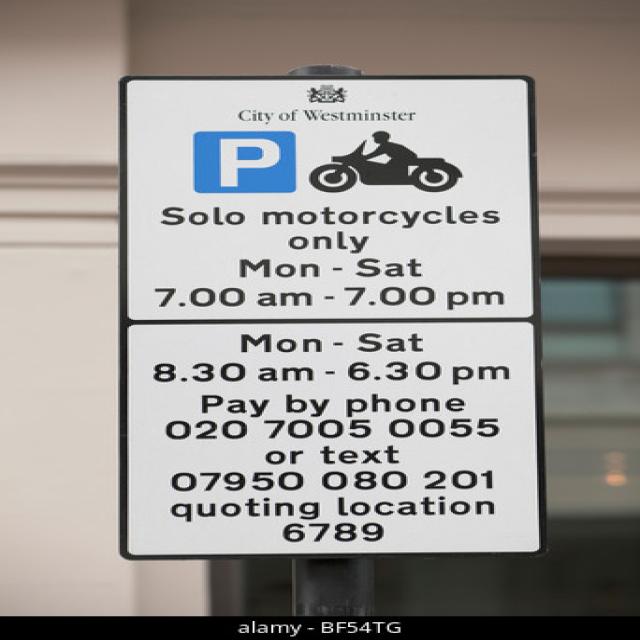 City of Westminster
P
Solo motorcycles
only
Mon - Sat
7.00 am - 7.00 pm
Mon - Sat
8.30 am - 6.30 pm
Pay by phone
020 7005 0055
or text
07950 080 201
quoting location
6789
alamy - BF54TG